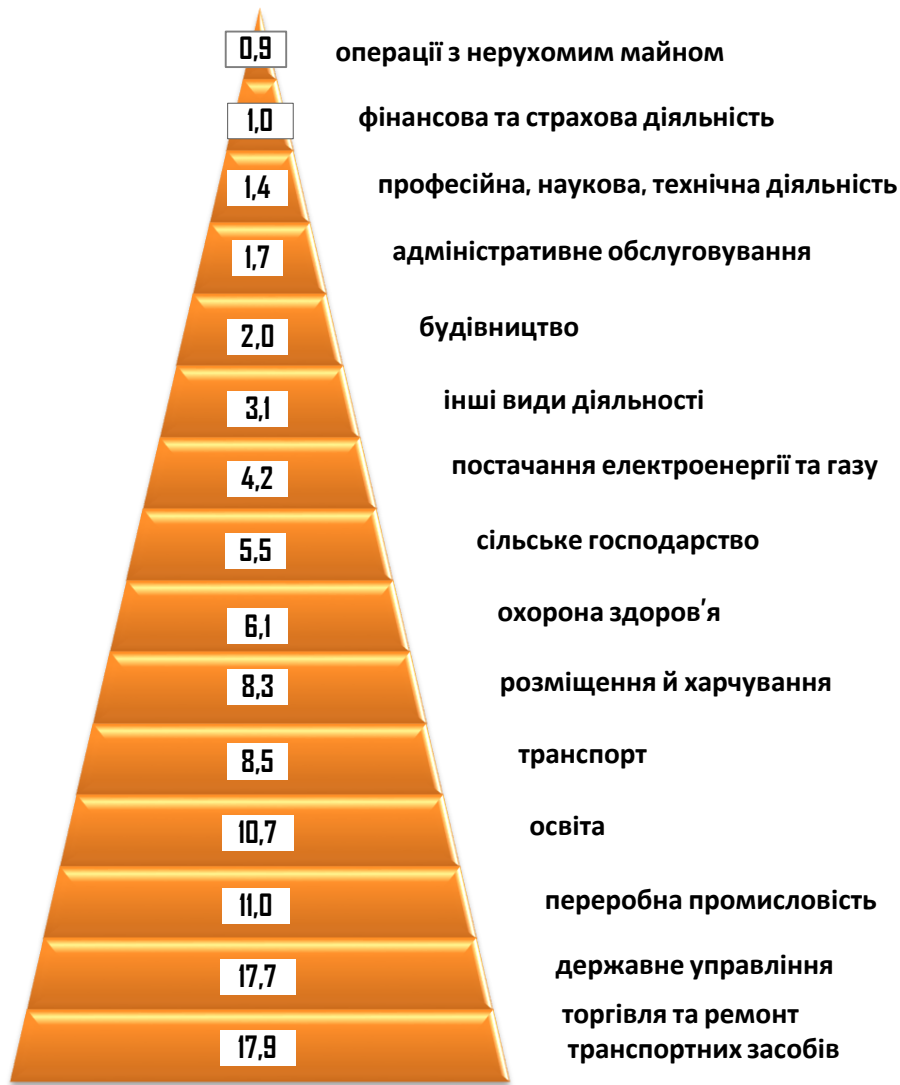 0,9 операції з нерухомим майном
1,0 фінансова та страхова діяльність
1,4 професійна, наукова, технічна діяльність
1,7 адміністративне обслуговування
2,0 будівництво
3,1 інші види діяльності
4,2 постачання електроенергії та газу
5,5 сільське господарство
6,1 охорона здоров'я
8,3 розміщення й харчування
8,5 транспорт
10,7 освіта
11,0 переробна промисловість
17,7 державне управління
17,9 торгівля та ремонт
транспортних засобів